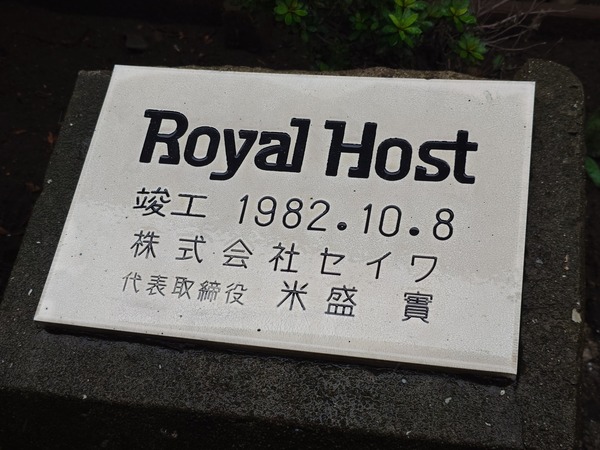 Royal Host
竣工 1982.10.8
株式会社セイワ
代表取締役 米盛 實